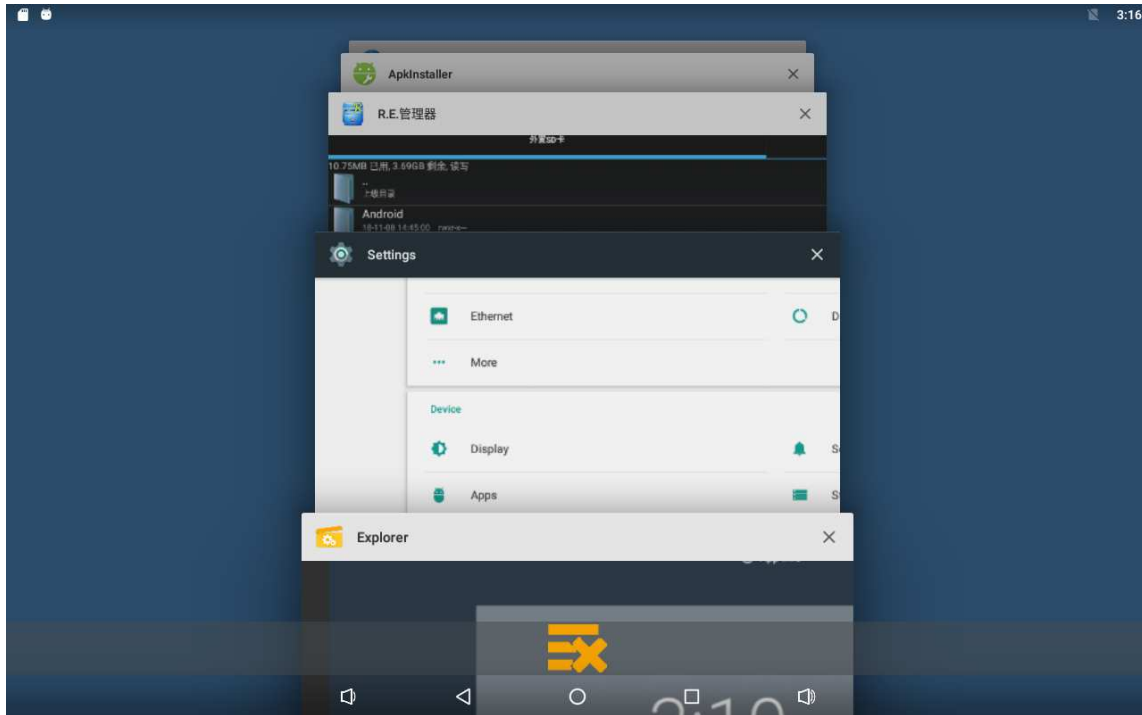 3:16
ApkInstaller
R.E.管理器
外置SD卡
10.75MB 已用, 3.69GB 剩余, 读写
..
上级目录
Android
Settings
Ethernet
D
More
Device
Display
S
Apps
S
Explorer